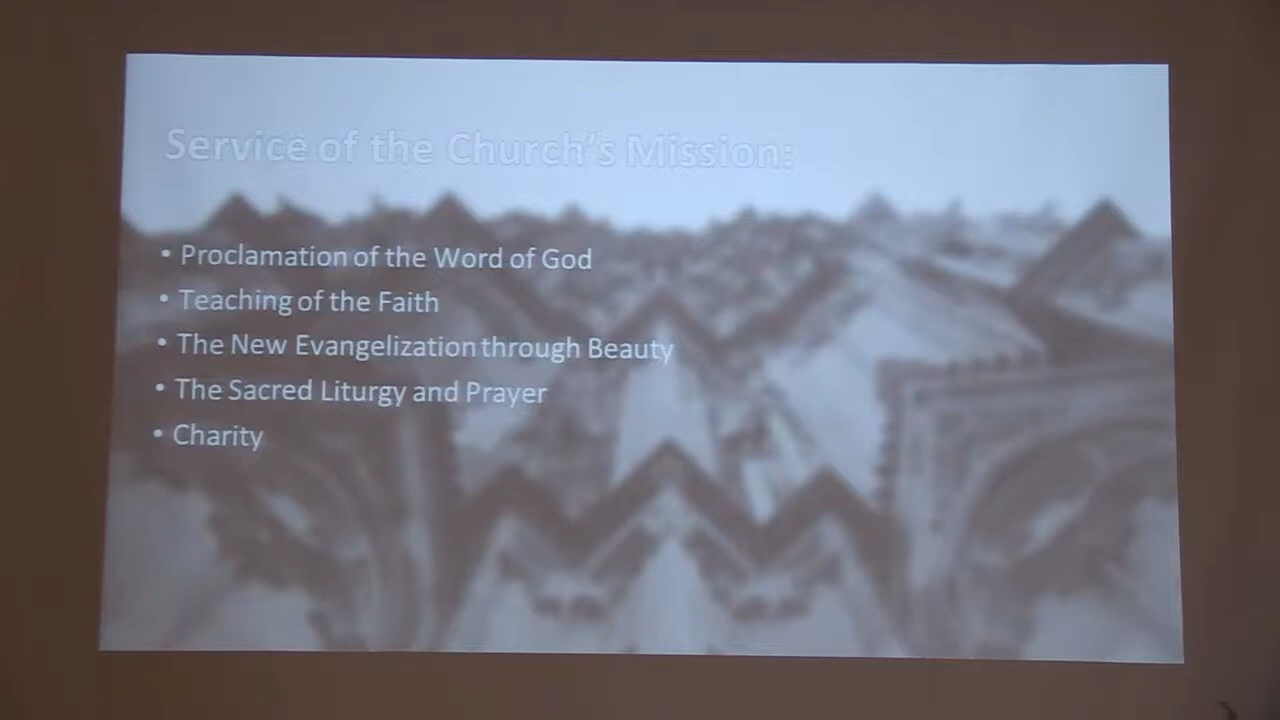 Service of the Church's Mission:
• Proclamation of the Word of God
• Teaching of the Faith
• The New Evangelization through Beauty
• The Sacred Liturgy and Prayer
• Charity